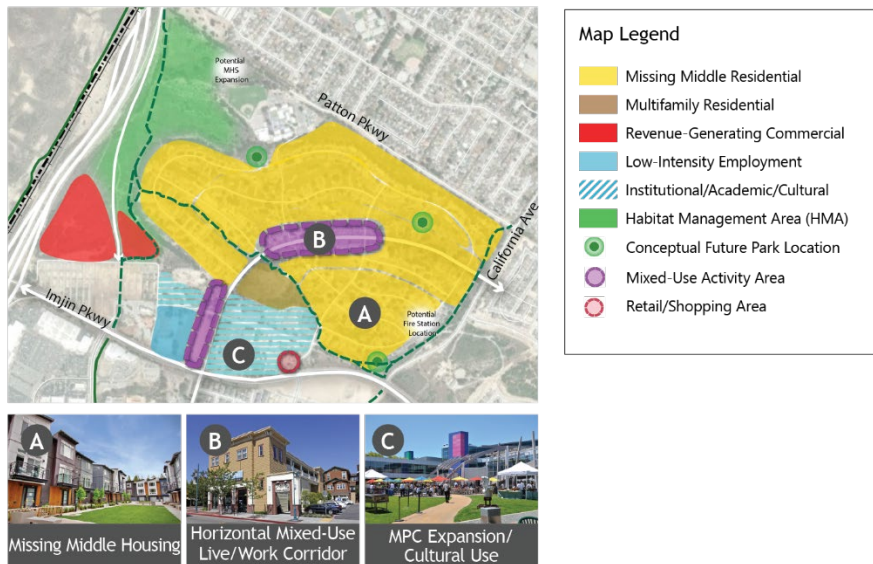 Potential
MHS
Expansion
Patton Pkwy
California Ave
B
A
Potential
Fire Station
Location
Imjin Pkwy
C
Map Legend
Missing Middle Residential
Multifamily Residential
Revenue-Generating Commercial
Low-Intensity Employment
Institutional/Academic/Cultural
Habitat Management Area (HMA)
Conceptual Future Park Location
Mixed-Use Activity Area
Retail/Shopping Area
A
Missing Middle Housing
B
Horizontal Mixed-Use
Live/Work Corridor
C
MPC Expansion/
Cultural Use